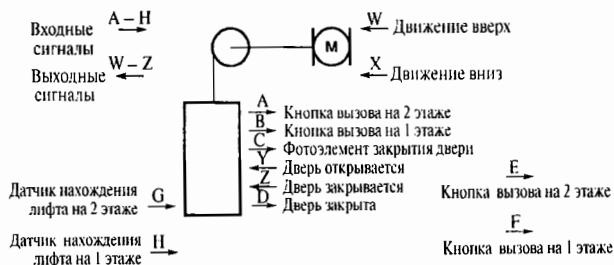 Входные сигналы
A – H
Выходные сигналы
W – Z
M
W Движение вверх
X Движение вниз
A Кнопка вызова на 2 этаже
B Кнопка вызова на 1 этаже
C Фотоэлемент закрытия двери
Y Дверь открывается
Z Дверь закрывается
D Дверь закрыта
Датчик нахождения
лифта на 2 этаже
G
Датчик нахождения
лифта на 1 этаже
H
E
Кнопка вызова на 2 этаже
F
Кнопка вызова на 1 этаже